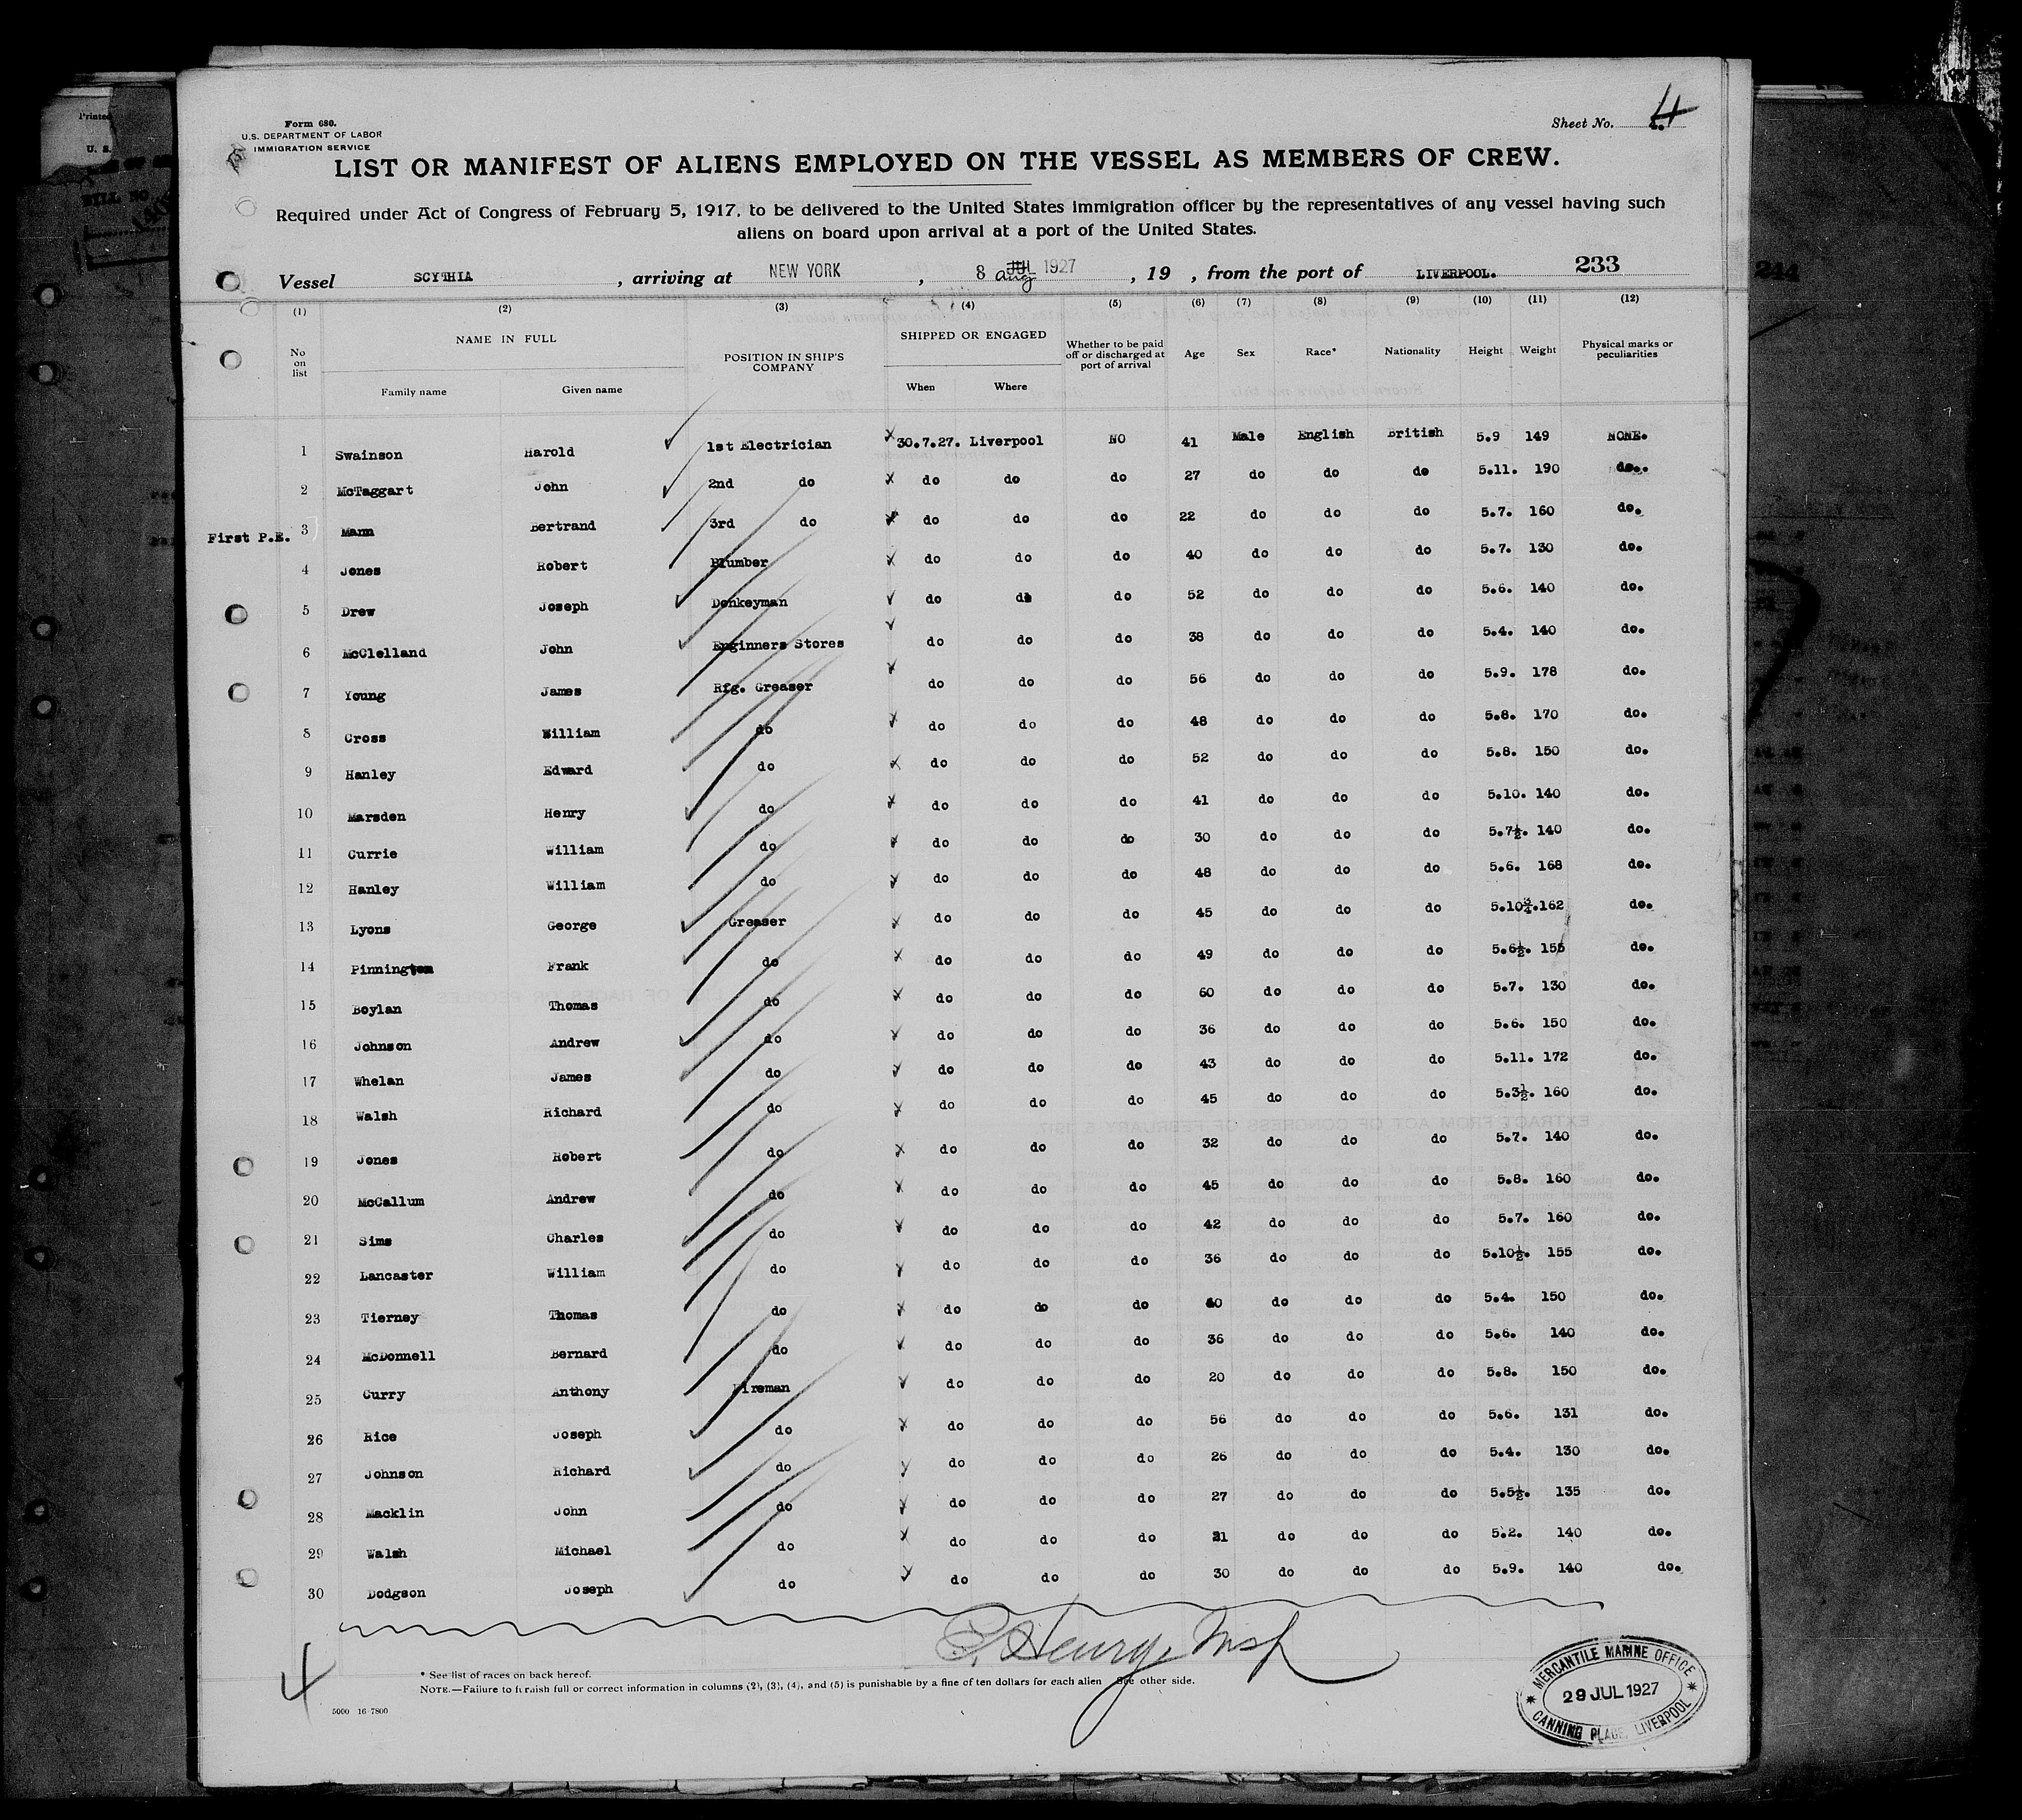 Form 680.
U.S. DEPARTMENT OF LABOR
IMMIGRATION SERVICE
Sheet No. 4
LIST OR MANIFEST OF ALIENS EMPLOYED ON THE VESSEL AS MEMBERS OF CREW.
Required under Act of Congress of February 5, 1917, to be delivered to the United States immigration officer by the representatives of any vessel having such
aliens on board upon arrival at a port of the United States.
Vessel SCYTHIA , arriving at NEW YORK , 8 JUL aug 1927 , 19 , from the port of LIVERPOOL. 233
(1) (2) (3) (4) (5) (6) (7) (8) (9) (10) (11) (12)
No on list NAME IN FULL POSITION IN SHIP'S COMPANY SHIPPED OR ENGAGED Whether to be paid off or discharged at port of arrival Age Sex Race* Nationality Height Weight Physical marks or peculiarities
Family name Given name When Where
1 Swainson Harold 1st Electrician 30.7.27. Liverpool NO 41 Male English British 5.9 149 NONE.
2 McTaggart John 2nd do do do do 27 do do do 5.11. 190 do..
First P.E. 3 Mann Bertrand 3rd do do do do 22 do do do 5.7. 160 do.
4 Jones Robert Plumber do do do 40 do do do 5.7. 130 do.
5 Drew Joseph Donkeyman do do do 52 do do do 5.6. 140 do.
6 McClelland John Enginners Stores do do do 38 do do do 5.4. 140 do.
7 Young James Rfg. Greaser do do do 56 do do do 5.9. 178 do.
8 Cross William do do do do 48 do do do 5.8. 170 do.
9 Hanley Edward do do do do 52 do do do 5.8. 150 do.
10 Marsden Henry do do do do 41 do do do 5.10. 140 do.
11 Currie William do do do do 30 do do do 5.7½. 140 do.
12 Hanley William do do do do 48 do do do 5.6. 168 do.
13 Lyons George Greaser do do do 45 do do do 5.10¾. 162 do.
14 Pinnington Frank do do do do 49 do do do 5.6½. 155 do.
15 Boylan Thomas do do do do 60 do do do 5.7. 130 do.
16 Johnson Andrew do do do do 36 do do do 5.6. 150 do.
17 Whelan James do do do do 43 do do do 5.11. 172 do.
18 Walsh Richard do do do do 45 do do do 5.3½. 160 do.
19 Jones Robert do do do do 32 do do do 5.7. 140 do.
20 McCallum Andrew do do do do 45 do do do 5.8. 160 do.
21 Sims Charles do do do do 42 do do do 5.7. 160 do.
22 Lancaster William do do do do 36 do do do 5.10½. 155 do.
23 Tierney Thomas do do do do do do do 5.4. 150 do.
24 McDonnell Bernard do do do do 36 do do do 5.6. 140 do.
25 Curry Anthony Fireman do do do 20 do do do 5.8. 150 do.
26 Rice Joseph do do do do 56 do do do 5.6. 131 do.
27 Johnson Richard do do do do 26 do do do 5.4. 130 do.
28 Macklin John do do do do 27 do do do 5.5½. 135 do.
29 Walsh Michael do do do do do do do 5.2. 140 do.
30 Dodgson Joseph do do do do 30 do do do 5.9. 140 do.
Henry Insp
4
* See list of races on back hereof.
NOTE.—Failure to furnish full or correct information in columns (2), (3), (4), and (5) is punishable by a fine of ten dollars for each alien See other side.
5000 16-7800
MERCANTILE MARINE OFFICE
29 JUL 1927
CANNING PLACE, LIVERPOOL
244